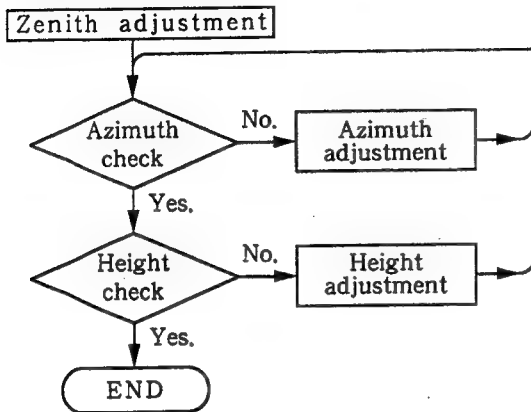 Zenith adjustment
Azimuth
check
No.
Azimuth
adjustment
Yes.
Height
check
No.
Height
adjustment
Yes.
END